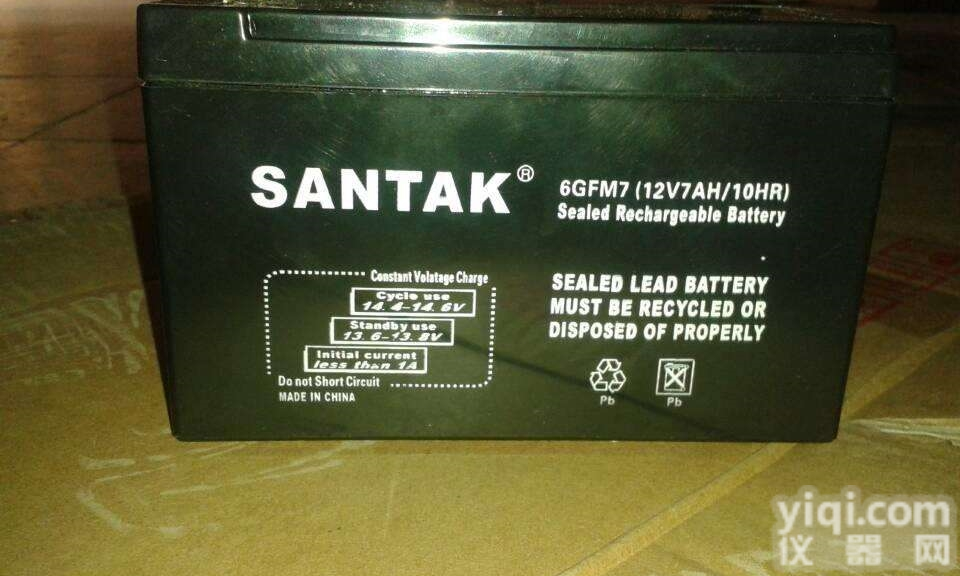 SANTAK®
6GFM7 (12V7AH/10HR)
Sealed Rechargeable Battery
Constant Volatage Charge
Cycle use
14.4-14.6V
Standby use
13.6-13.8V
Initial current
less than 1A
Do not Short Circuit
MADE IN CHINA
SEALED LEAD BATTERY
MUST BE RECYCLED OR
DISPOSED OF PROPERLY
Pb
Pb
yiqi.com
仪器网